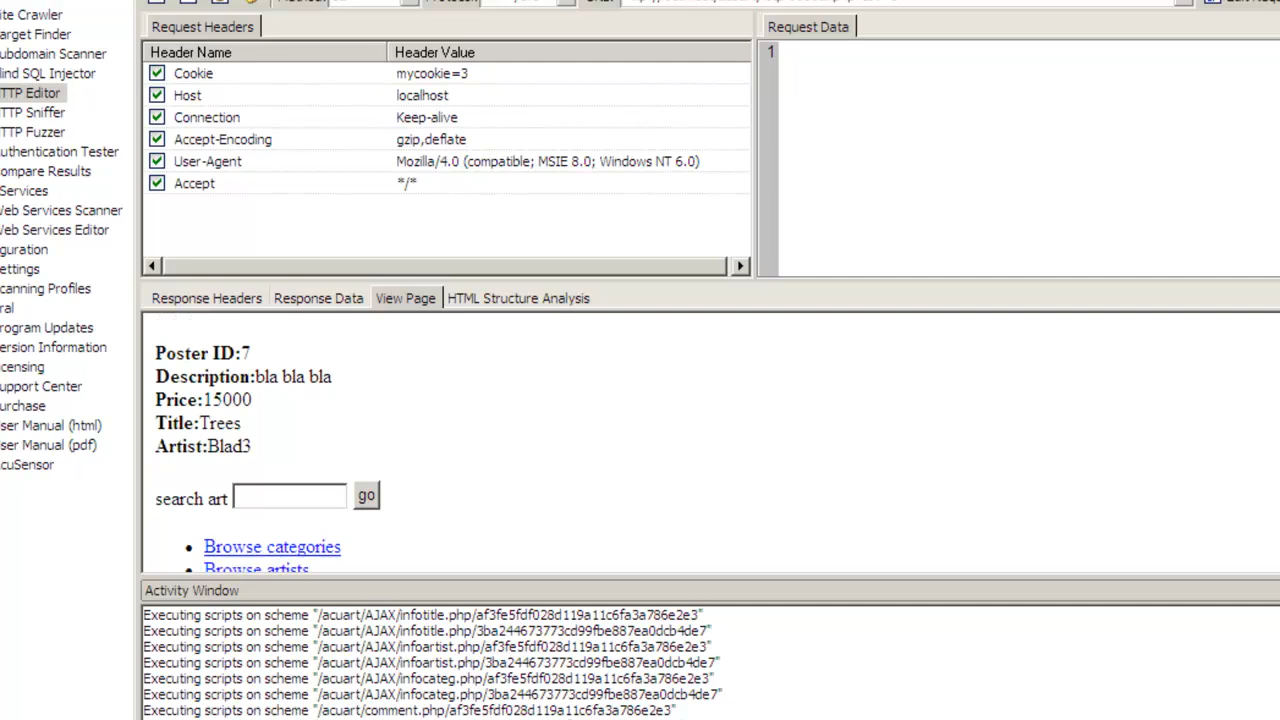 ite Crawler
arget Finder
ubdomain Scanner
lind SQL Injector
TTP Editor
TTP Sniffer
TTP Fuzzer
uthentication Tester
ompare Results
Services
Veb Services Scanner
Veb Services Editor
guration
ettings
canning Profiles
ral
rogram Updates
ersion Information
icensing
upport Center
urchase
ser Manual (html)
ser Manual (pdf)
cuSensor
Request Headers
Header Name Header Value
Cookie mycookie=3
Host localhost
Connection Keep-alive
Accept-Encoding gzip,deflate
User-Agent Mozilla/4.0 (compatible; MSIE 8.0; Windows NT 6.0)
Accept */*
Request Data
1
Response Headers Response Data View Page HTML Structure Analysis
Poster ID:7
Description:bla bla bla
Price:15000
Title:Trees
Artist:Blad3
search art go
Browse categories
Browse artists
Activity Window
Executing scripts on scheme "/acuart/AJAX/infotitle.php/af3fe5fdf028d119a11c6fa3a786e2e3"
Executing scripts on scheme "/acuart/AJAX/infotitle.php/3ba244673773cd99fbe887ea0dcb4de7"
Executing scripts on scheme "/acuart/AJAX/infoartist.php/af3fe5fdf028d119a11c6fa3a786e2e3"
Executing scripts on scheme "/acuart/AJAX/infoartist.php/3ba244673773cd99fbe887ea0dcb4de7"
Executing scripts on scheme "/acuart/AJAX/infocateg.php/af3fe5fdf028d119a11c6fa3a786e2e3"
Executing scripts on scheme "/acuart/AJAX/infocateg.php/3ba244673773cd99fbe887ea0dcb4de7"
Executing scripts on scheme "/acuart/comment.php/af3fe5fdf028d119a11c6fa3a786e2e3"